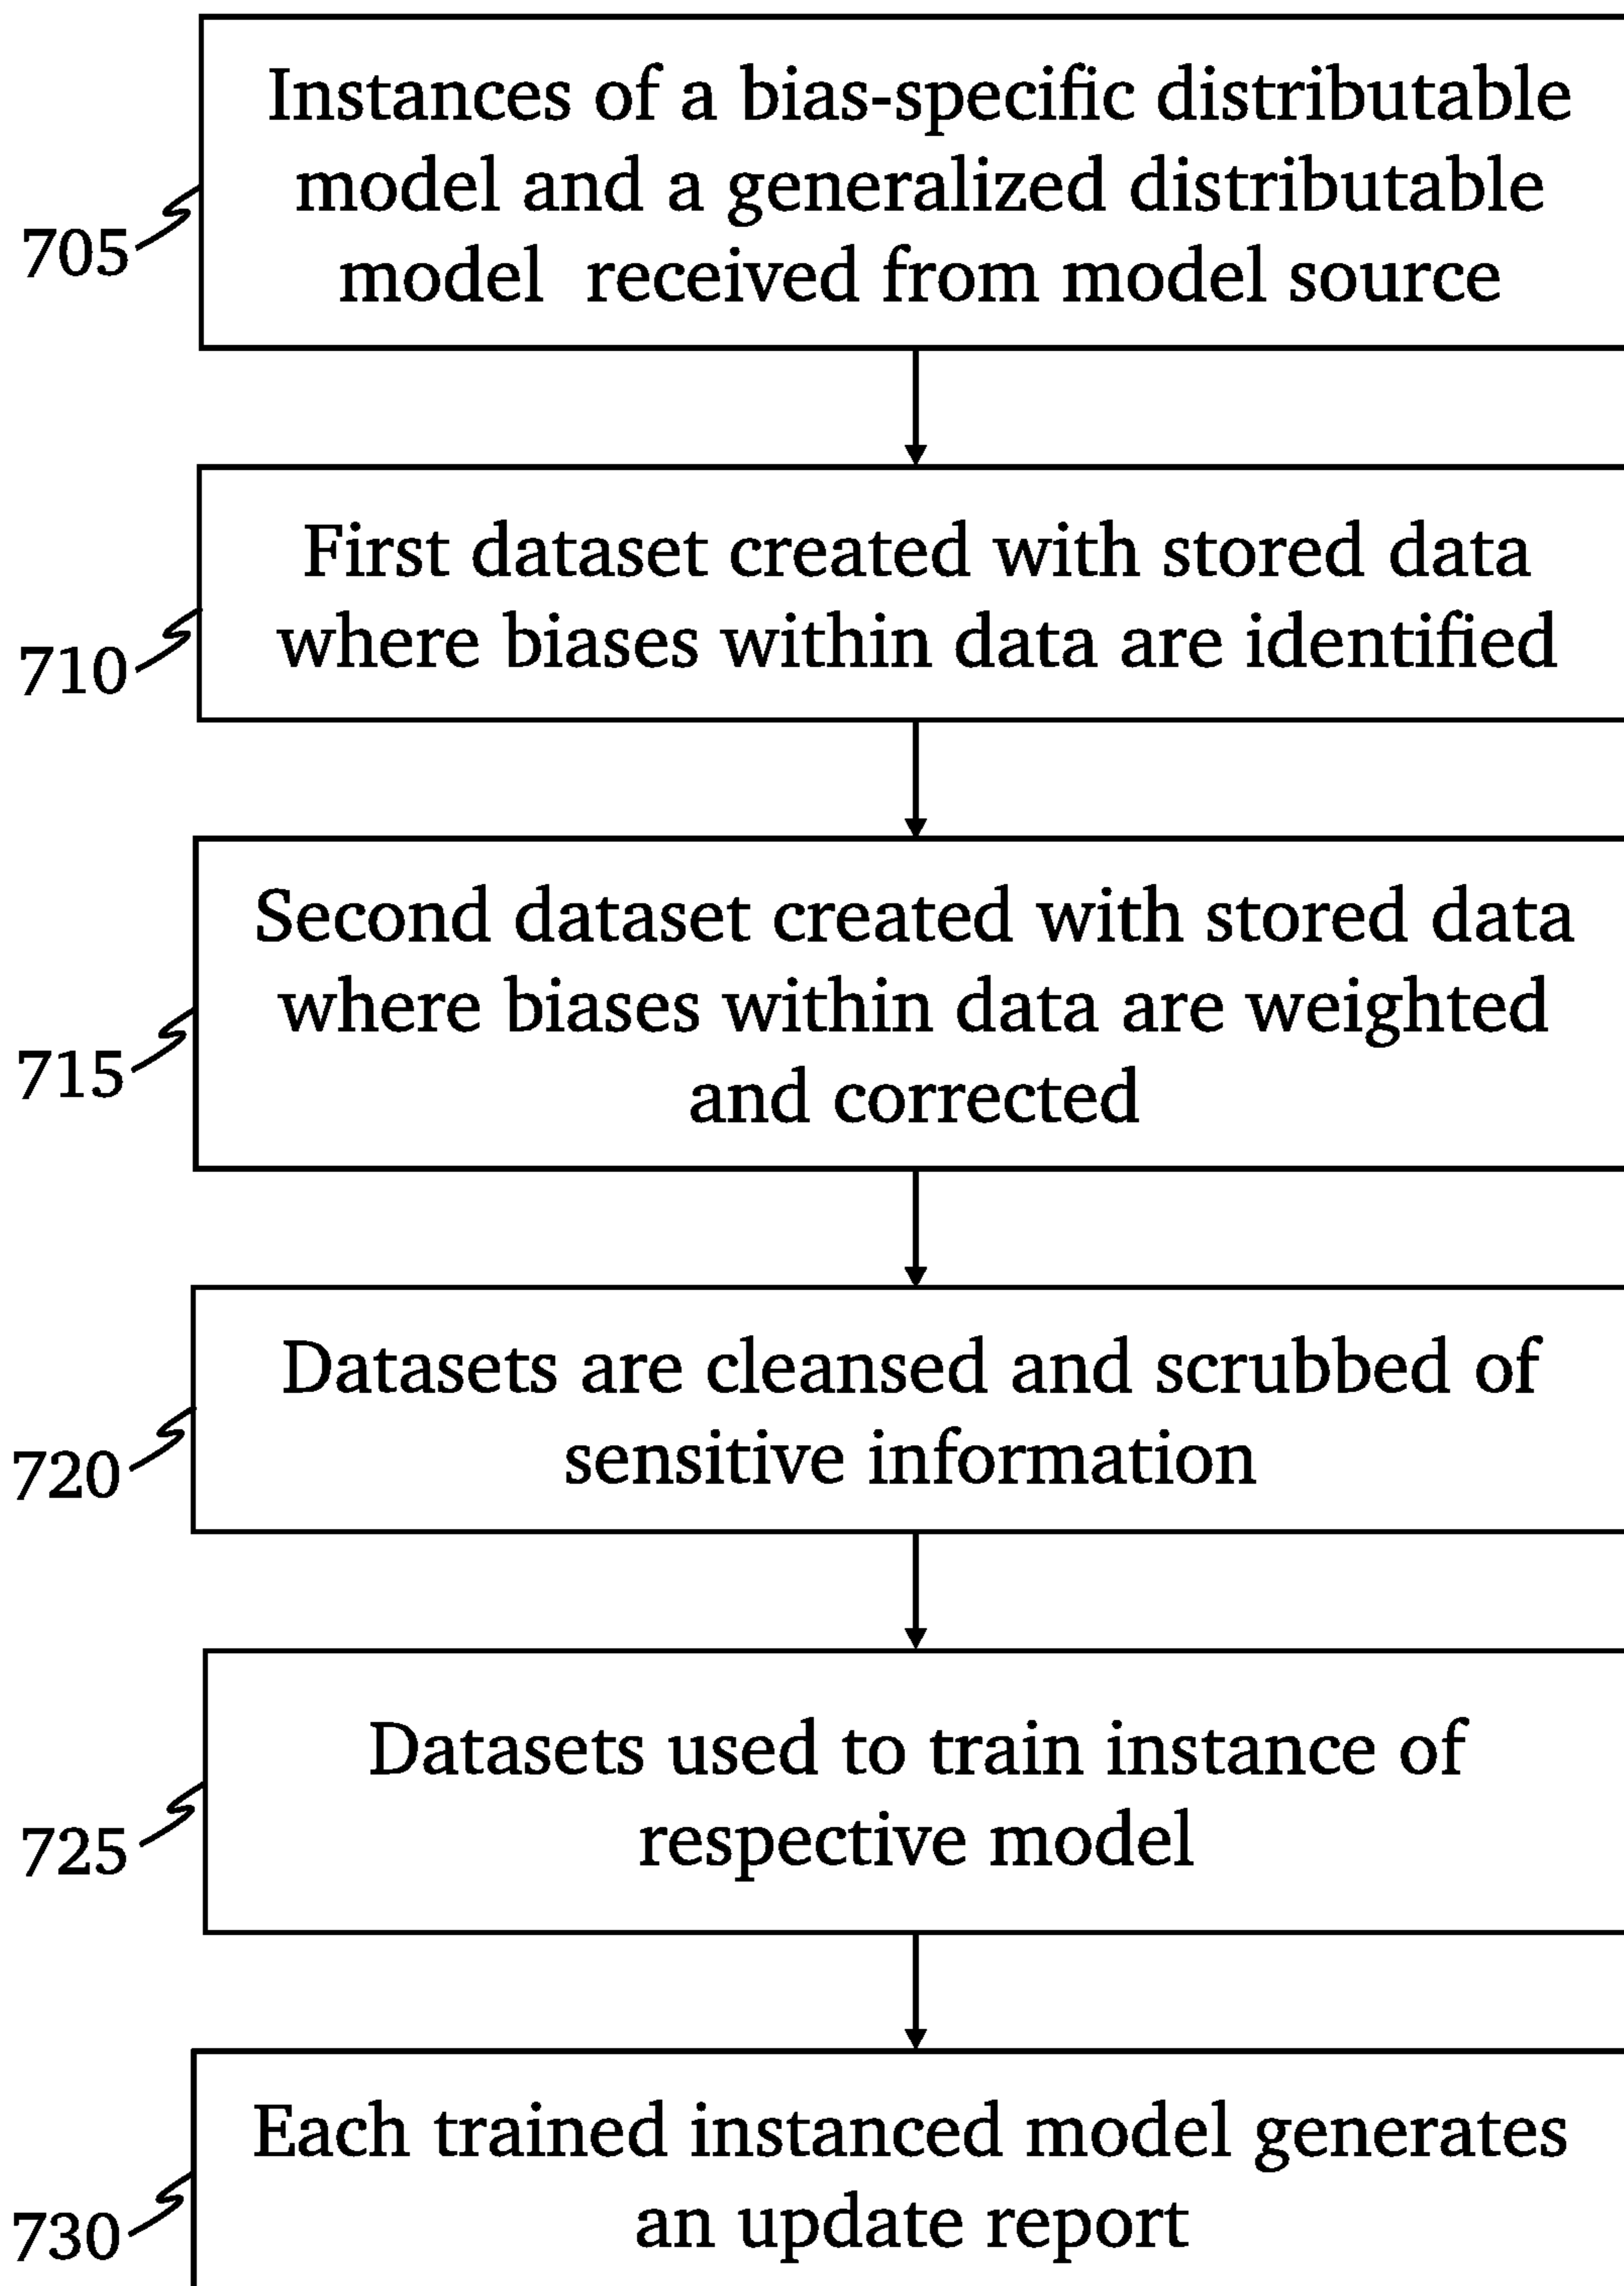 Instances of a bias-specific distributable
model and a generalized distributable
model received from model source
705
First dataset created with stored data
where biases within data are identified
710
Second dataset created with stored data
where biases within data are weighted
and corrected
715
Datasets are cleansed and scrubbed of
sensitive information
720
Datasets used to train instance of
respective model
725
Each trained instanced model generates
an update report
730